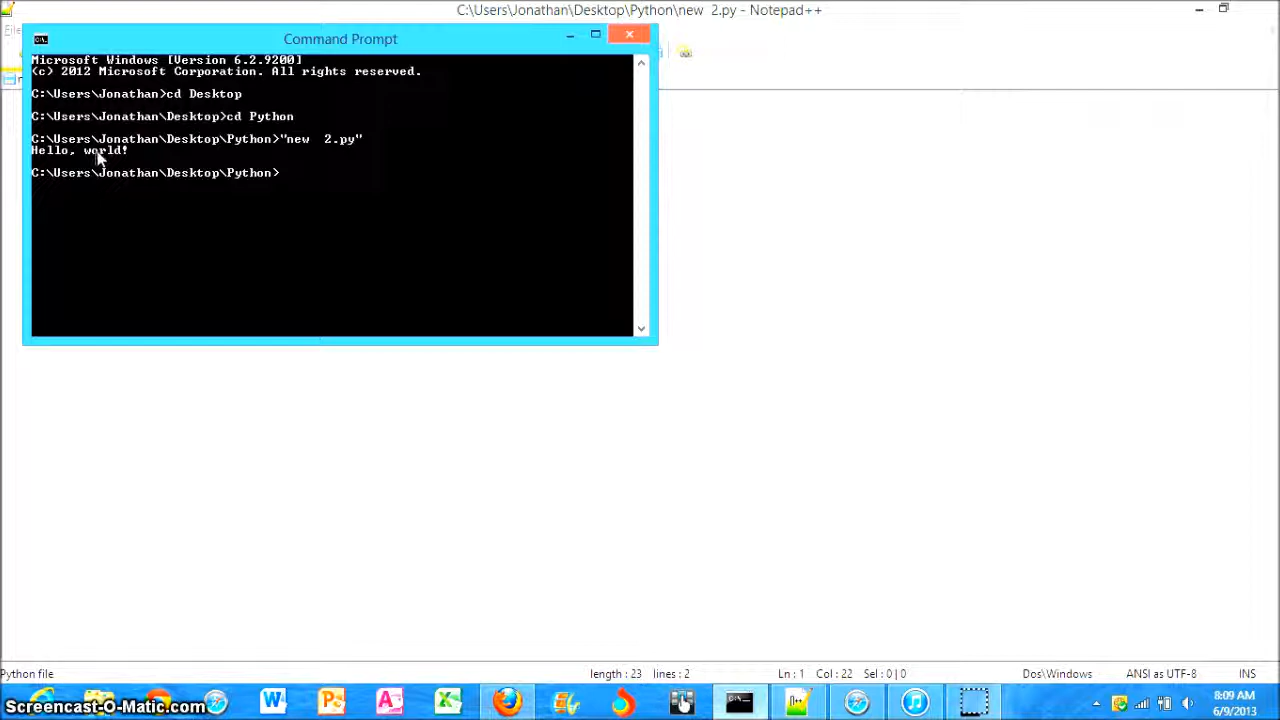 C:\Users\Jonathan\Desktop\Python\new  2.py - Notepad++
Command Prompt
Microsoft Windows [Version 6.2.9200]
(c) 2012 Microsoft Corporation. All rights reserved.
C:\Users\Jonathan>cd Desktop
C:\Users\Jonathan\Desktop>cd Python
C:\Users\Jonathan\Desktop\Python>"new  2.py"
Hello, world!
C:\Users\Jonathan\Desktop\Python>
Python file
length : 23 lines : 2
Ln : 1 Col : 22 Sel : 0 | 0
Dos\Windows
ANSI as UTF-8
INS
8:09 AM
6/9/2013
Screencast-O-Matic.com